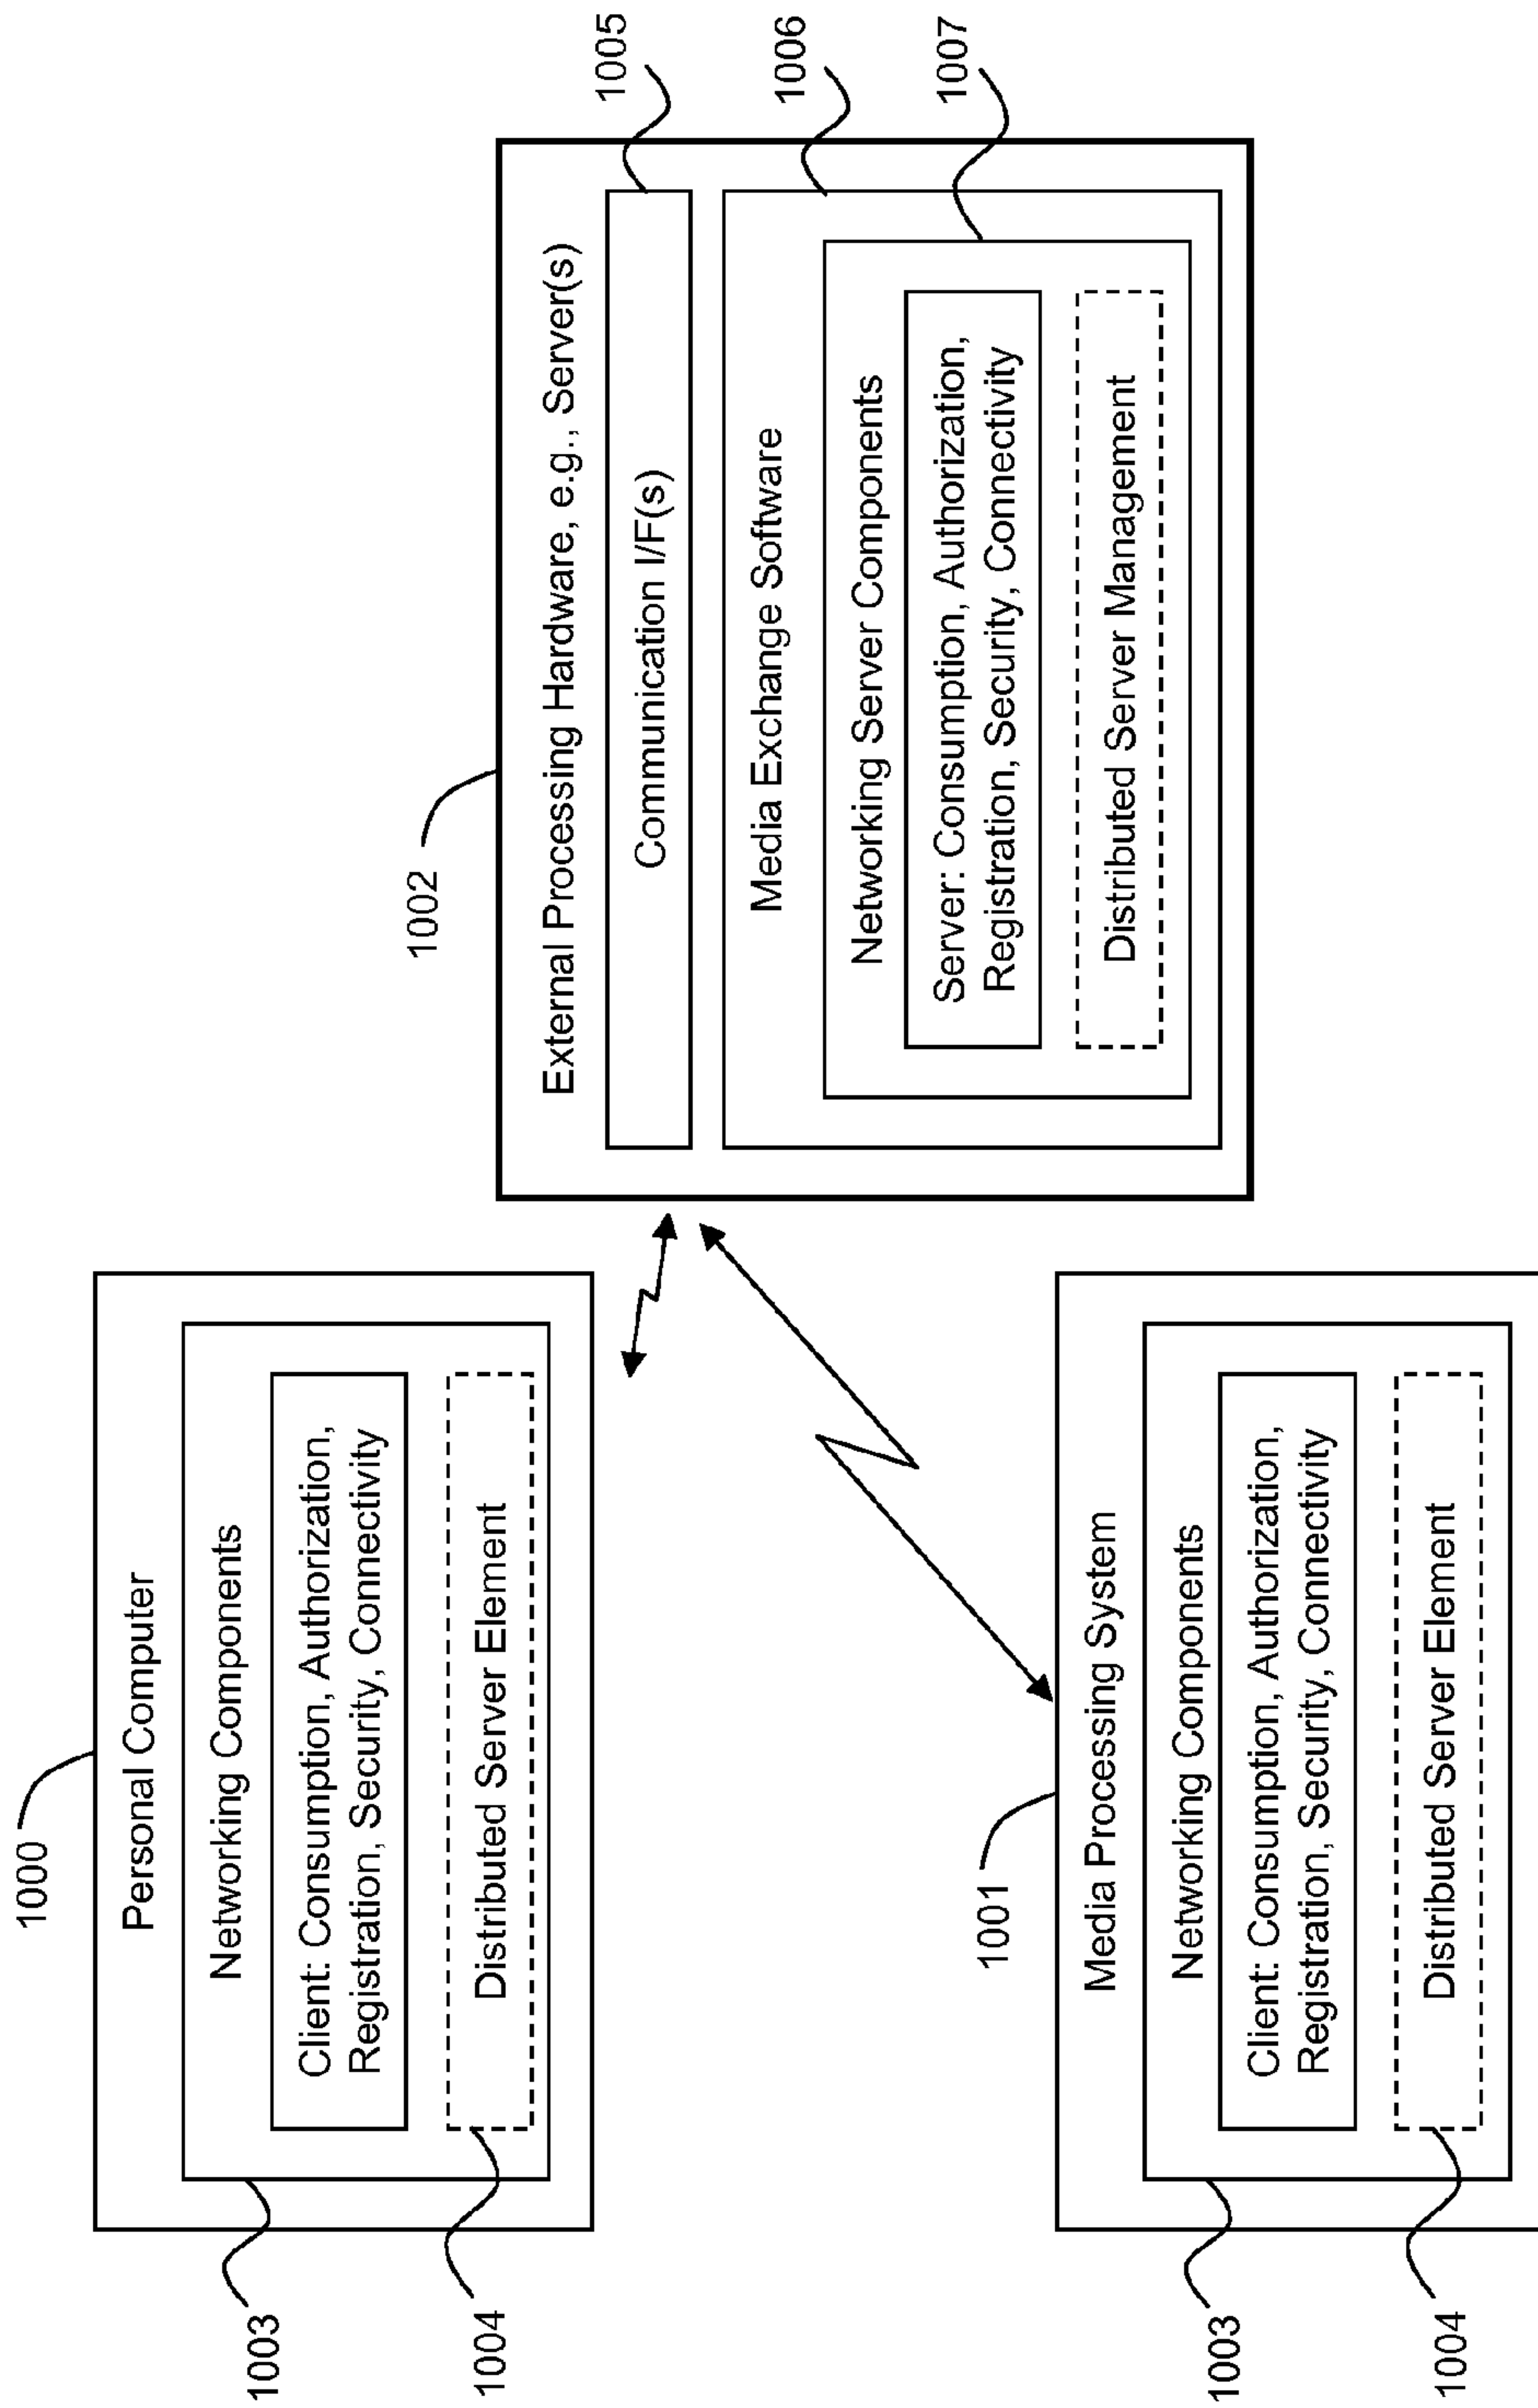 1000
Personal Computer
Networking Components
Client: Consumption, Authorization,
Registration, Security, Connectivity
Distributed Server Element
1003
1004
1002
External Processing Hardware, e.g., Server(s)
Communication I/F(s)
Media Exchange Software
Networking Server Components
Server: Consumption, Authorization,
Registration, Security, Connectivity
Distributed Server Management
1005
1006
1007
1001
Media Processing System
Networking Components
Client: Consumption, Authorization,
Registration, Security, Connectivity
Distributed Server Element
1003
1004